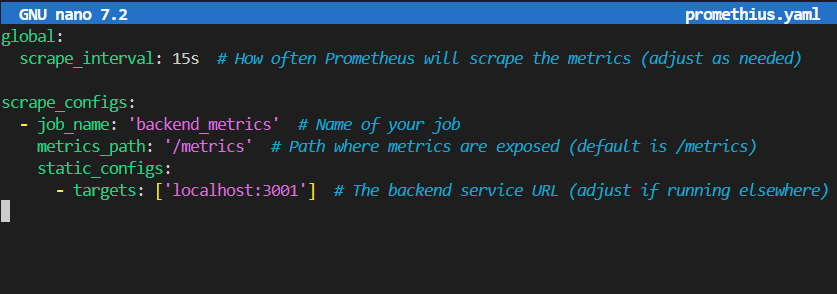 GNU nano 7.2 promethius.yaml
global:
  scrape_interval: 15s  # How often Prometheus will scrape the metrics (adjust as needed)
scrape_configs:
  - job_name: 'backend_metrics'  # Name of your job
    metrics_path: '/metrics'  # Path where metrics are exposed (default is /metrics)
    static_configs:
      - targets: ['localhost:3001']  # The backend service URL (adjust if running elsewhere)